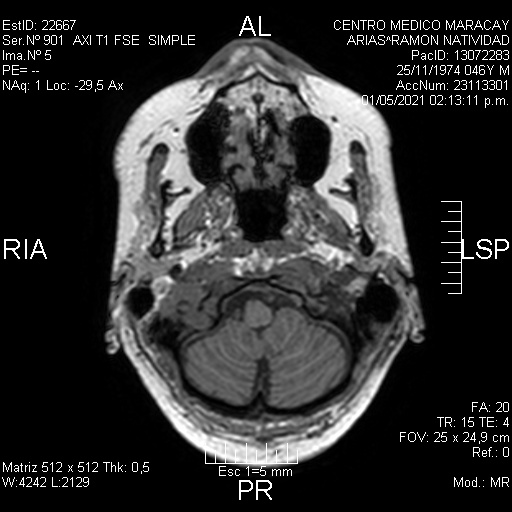 EstID: 22667
Ser.Nº 901 AXI T1 FSE SIMPLE
Ima.Nº 5
PE= --
NAq: 1 Loc: -29,5 Ax
AL
CENTRO MEDICO MARACAY
ARIAS^RAMON NATIVIDAD
PacID: 13072283
25/11/1974 046Y M
AccNum: 23113301
01/05/2021 02:13:11 p.m.
RIA
LSP
FA: 20
TR: 15 TE: 4
FOV: 25 x 24,9 cm
Ref.: 0
Matriz 512 x 512 Thk: 0,5
W:4242 L:2129
Esc 1=5 mm
PR
Mod.: MR